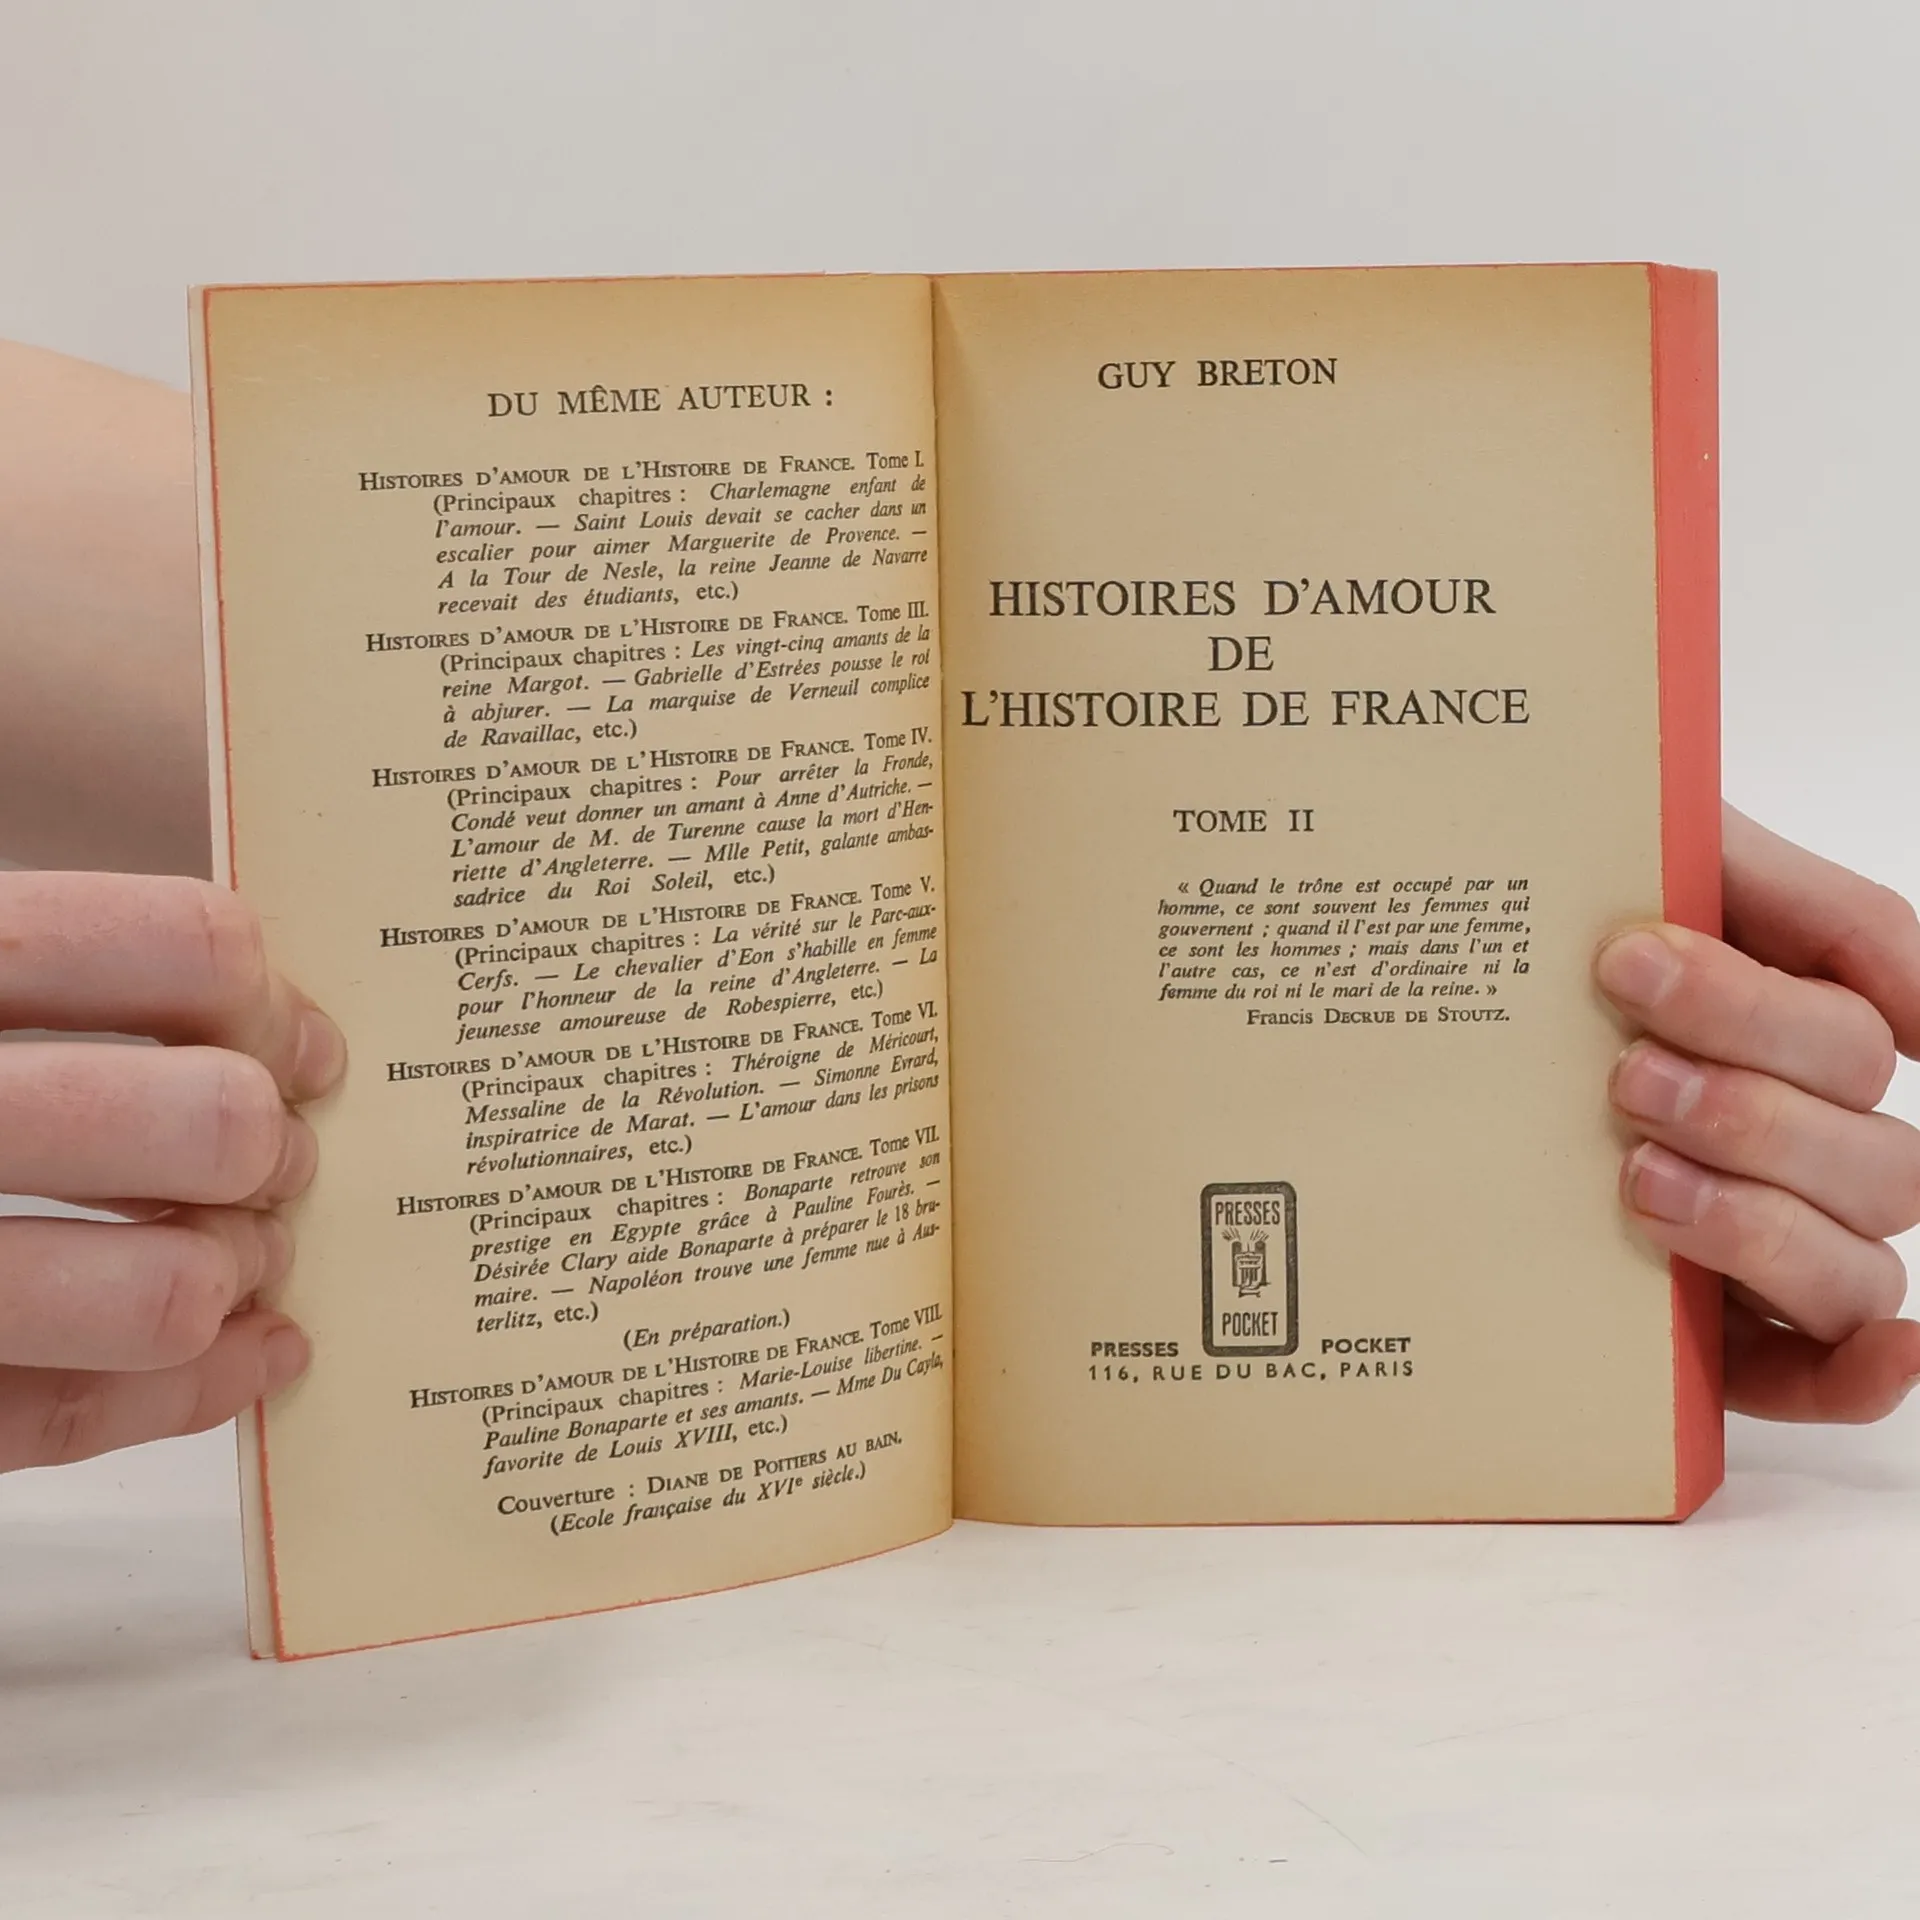 DU MÊME AUTEUR :
HISTOIRES D'AMOUR DE L'HISTOIRE DE FRANCE. Tome I.
(Principaux chapitres : Charlemagne enfant de
l'amour. — Saint Louis devait se cacher dans un
escalier pour aimer Marguerite de Provence. —
A la Tour de Nesle, la reine Jeanne de Navarre
recevait des étudiants, etc.)
HISTOIRES D'AMOUR DE L'HISTOIRE DE FRANCE. Tome III.
(Principaux chapitres : Les vingt-cinq amants de la
reine Margot. — Gabrielle d'Estrées pousse le roi
à abjurer. — La marquise de Verneuil complice
de Ravaillac, etc.)
HISTOIRES D'AMOUR DE L'HISTOIRE DE FRANCE. Tome IV.
(Principaux chapitres : Pour arrêter la Fronde,
Condé veut donner un amant à Anne d'Autriche. —
L'amour de M. de Turenne cause la mort d'Hen-
riette d'Angleterre. — Mlle Petit, galante ambas-
sadrice du Roi Soleil, etc.)
HISTOIRES D'AMOUR DE L'HISTOIRE DE FRANCE. Tome V.
(Principaux chapitres : La vérité sur le Parc-aux-
Cerfs. — Le chevalier d'Eon s'habille en femme
pour l'honneur de la reine d'Angleterre. — La
jeunesse amoureuse de Robespierre, etc.)
HISTOIRES D'AMOUR DE L'HISTOIRE DE FRANCE. Tome VI.
(Principaux chapitres : Théroigne de Méricourt,
Messaline de la Révolution. — Simonne Evrard,
inspiratrice de Marat. — L'amour dans les prisons
révolutionnaires, etc.)
HISTOIRES D'AMOUR DE L'HISTOIRE DE FRANCE. Tome VII.
(Principaux chapitres : Bonaparte retrouve son
prestige en Egypte grâce à Pauline Fourès. —
Désirée Clary aide Bonaparte à préparer le 18 bru-
maire. — Napoléon trouve une femme nue à Aus-
terlitz, etc.)
(En préparation.)
HISTOIRES D'AMOUR DE L'HISTOIRE DE FRANCE. Tome VIII.
(Principaux chapitres : Marie-Louise libertine. —
Pauline Bonaparte et ses amants. — Mme Du Cayla,
favorite de Louis XVIII, etc.)
Couverture : DIANE DE POITIERS AU BAIN.
(Ecole française du XVIe siècle.)
GUY BRETON
HISTOIRES D'AMOUR
DE
L'HISTOIRE DE FRANCE
TOME II
« Quand le trône est occupé par un
homme, ce sont souvent les femmes qui
gouvernent ; quand il l'est par une femme,
ce sont les hommes ; mais dans l'un et
l'autre cas, ce n'est d'ordinaire ni la
femme du roi ni le mari de la reine. »
Francis DECRUE DE STOUTZ.
PRESSES
POCKET
PRESSES POCKET
116, RUE DU BAC, PARIS